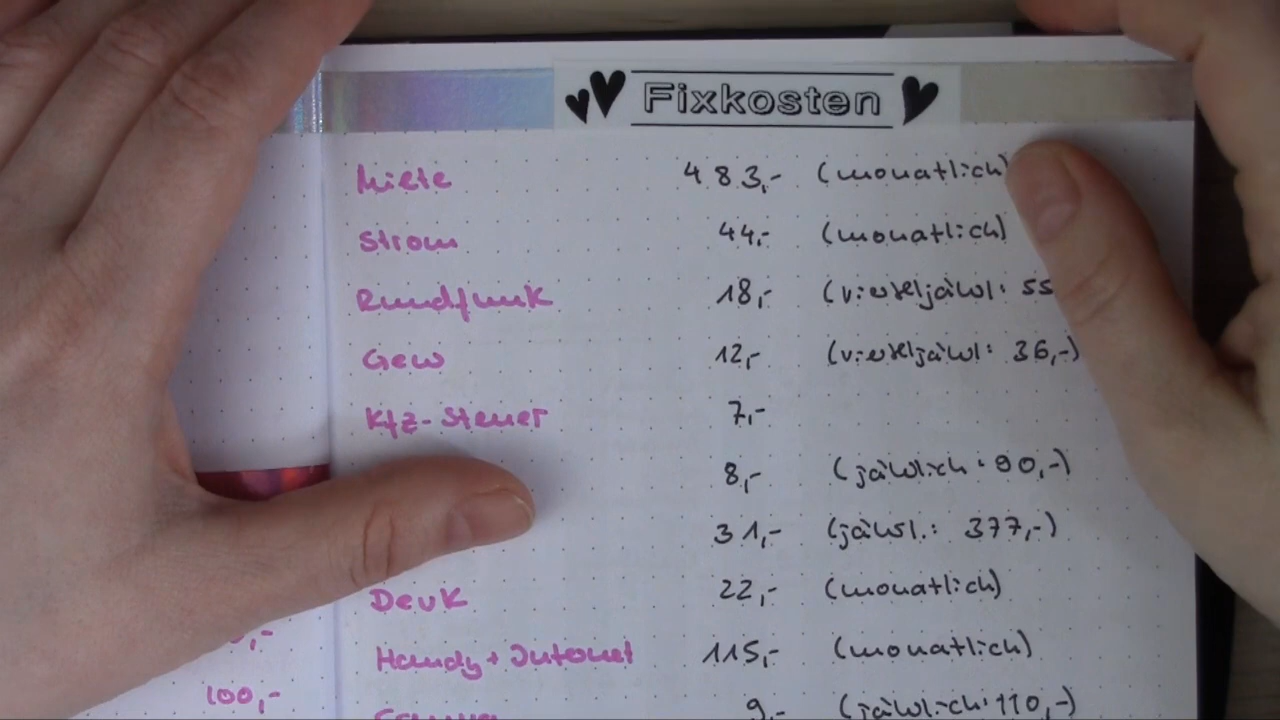 Fixkosten
Miete 483,- (monatlich)
Strom 44,- (monatlich)
Rundfunk 18,- (vierteljährl: 55
Gew 12,- (vierteljährl: 36,-)
Kfz-Steuer 7,-
8,- (jährlich: 90,-)
31,- (jährl.: 377,-)
DEVK 22,- (monatlich)
Handy + Internet 115,- (monatlich)
9,- (jährlich: 110,-)
100,-